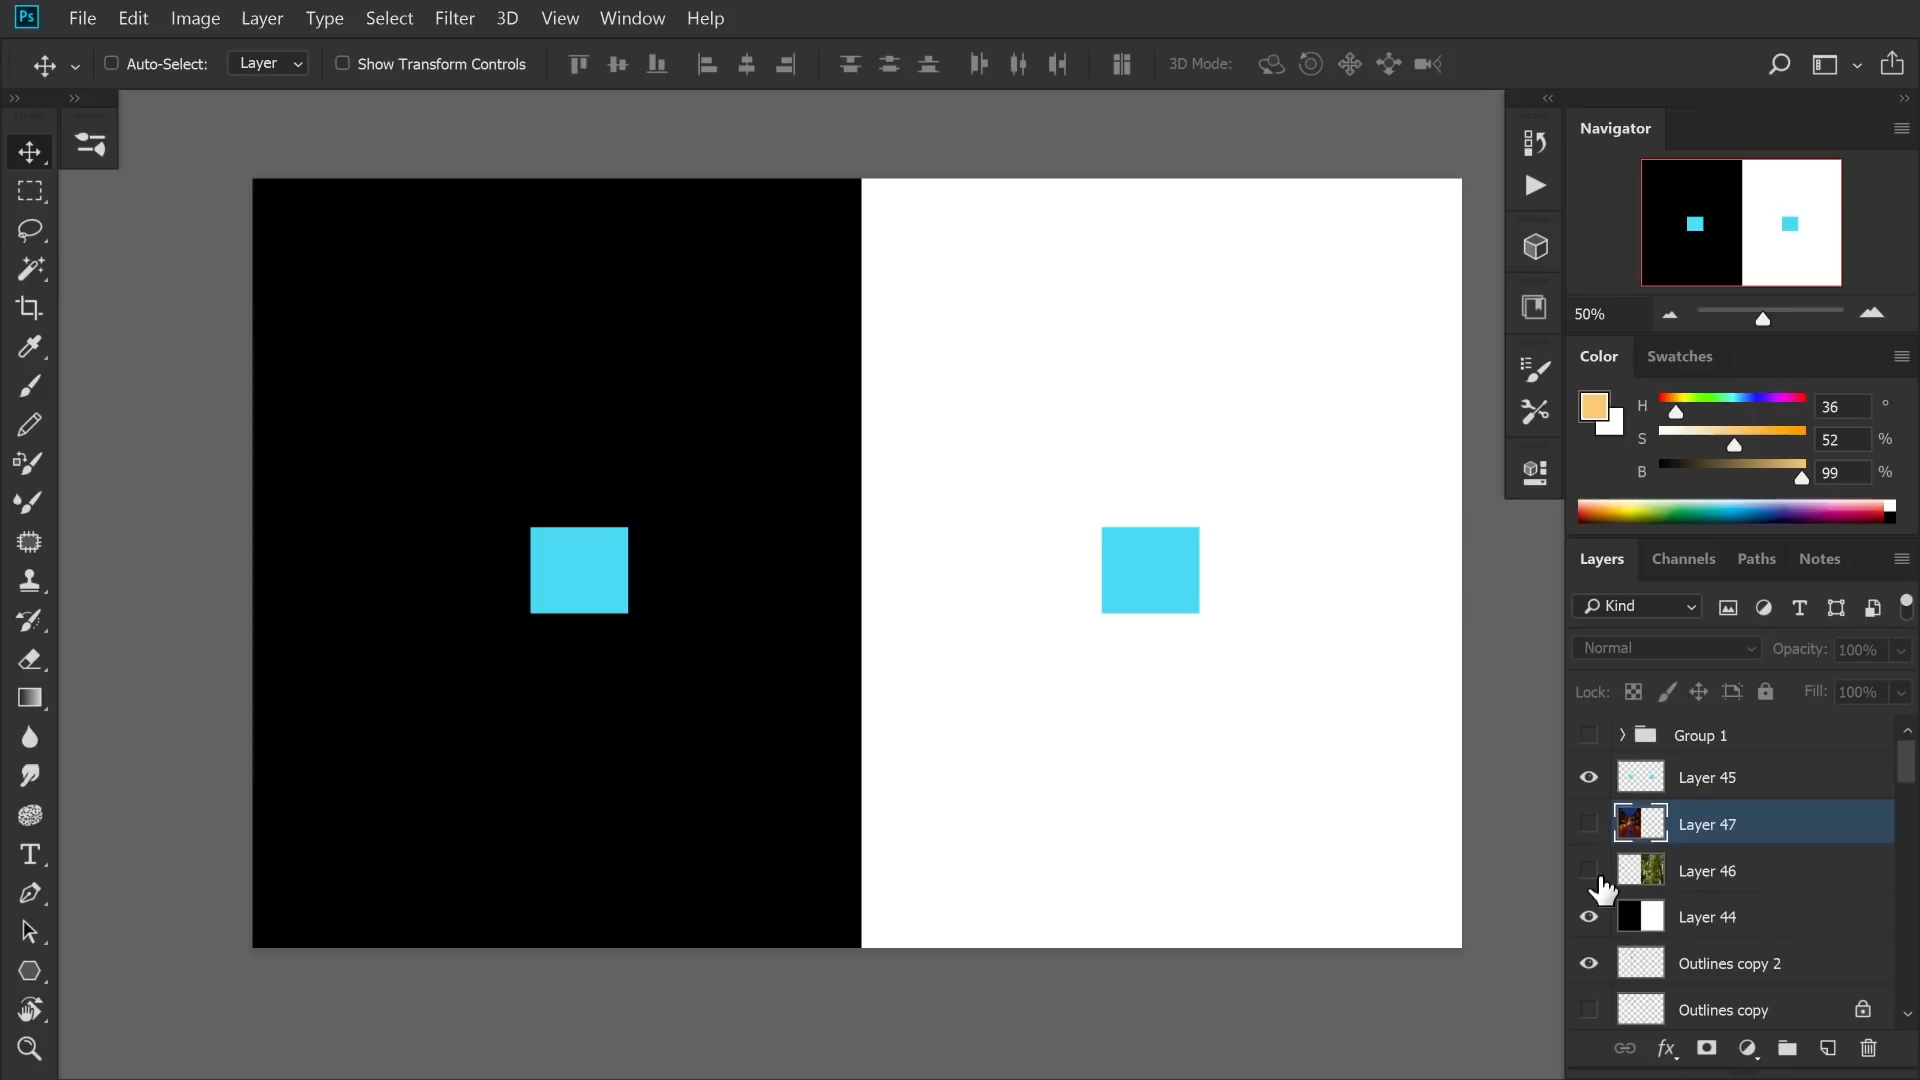 Ps File Edit Image Layer Type Select Filter 3D View Window Help
Auto-Select: Layer Show Transform Controls 3D Mode:
Navigator
50%
Color Swatches
H 36 °
S 52 %
B 99 %
Layers Channels Paths Notes
Kind
Normal Opacity: 100%
Lock: Fill: 100%
Group 1
Layer 45
Layer 47
Layer 46
Layer 44
Outlines copy 2
Outlines copy
fx